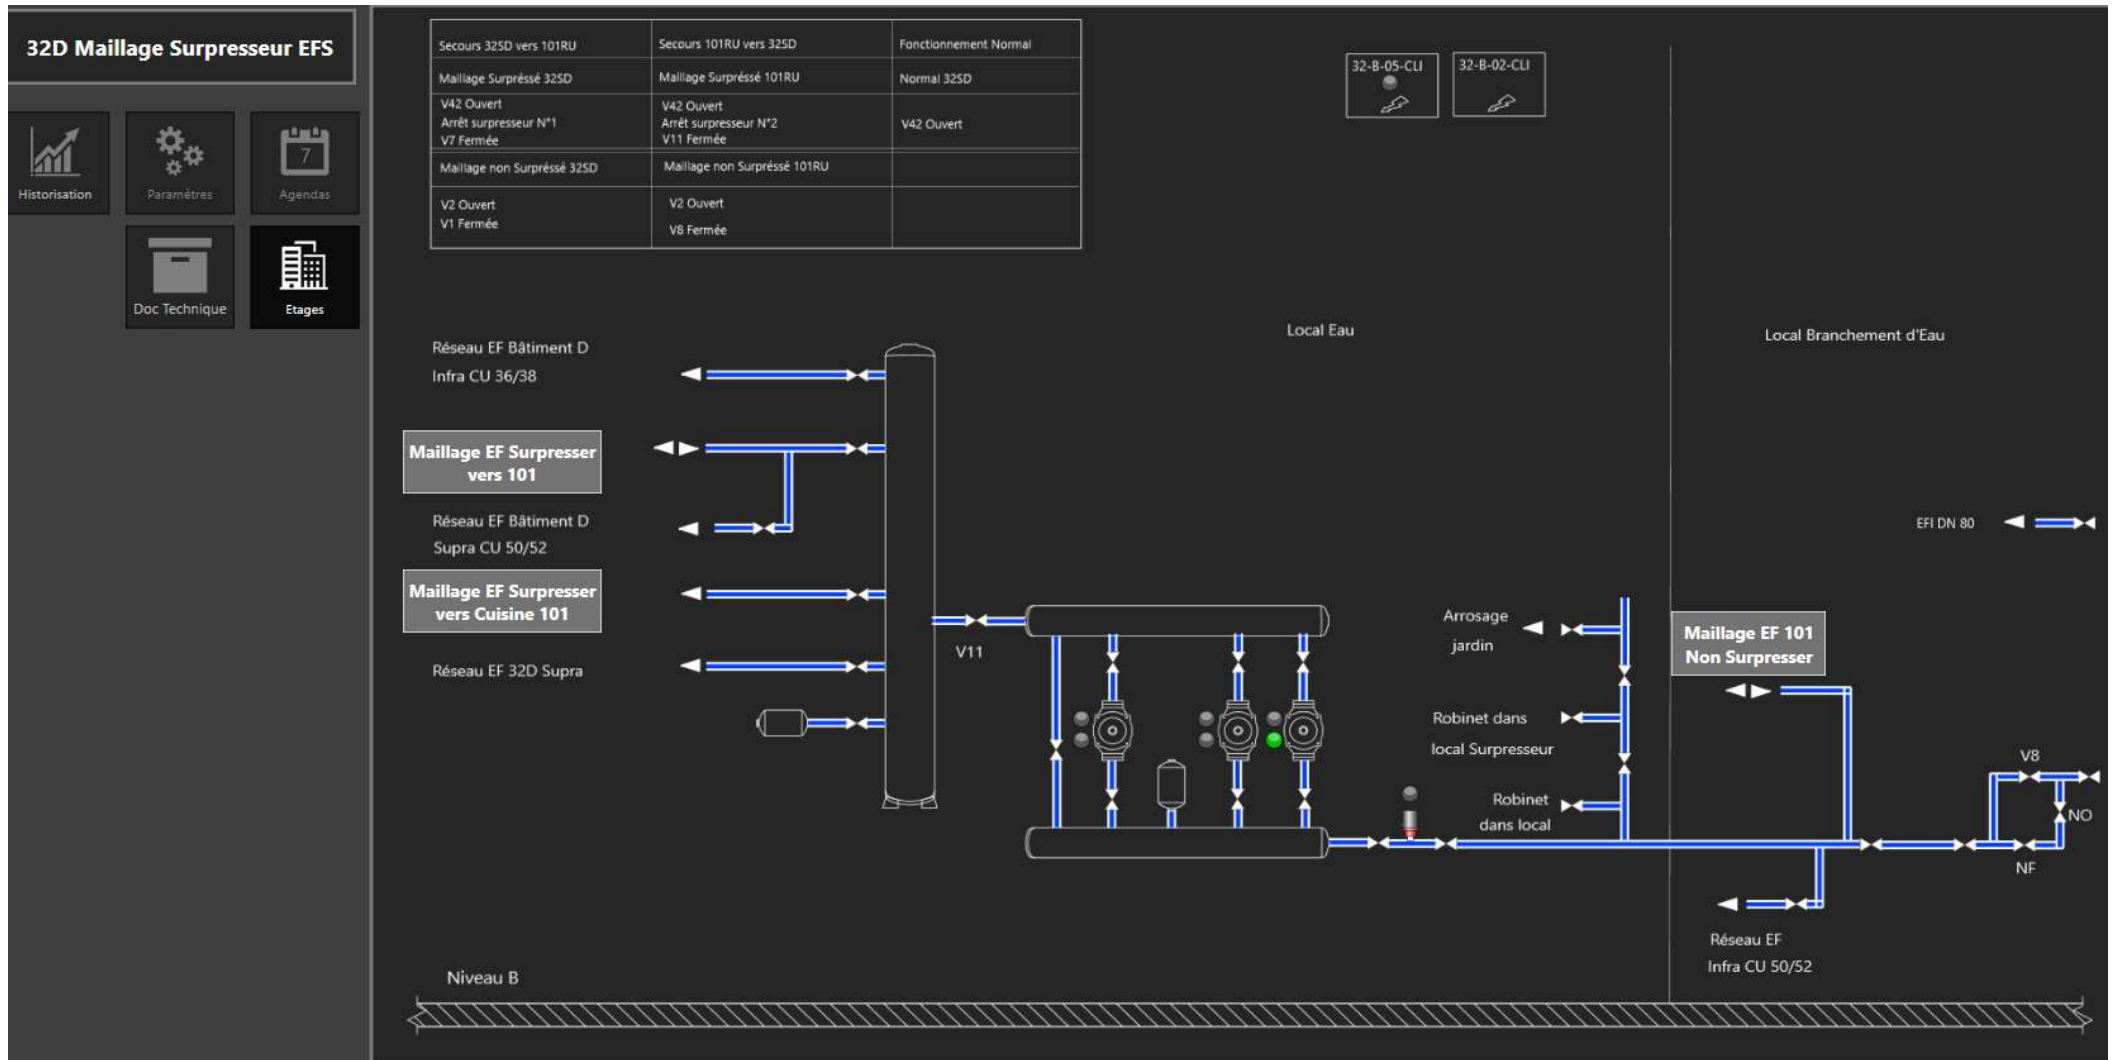 32D Maillage Surpresseur EFS
Historisation
Paramètres
7
Agendas
Doc Technique
Etages
Secours 32SD vers 101RU
Secours 101RU vers 32SD
Fonctionnement Normal
Maillage Surpréssé 32SD
Maillage Surpréssé 101RU
Normal 32SD
V42 Ouvert
Arrêt surpresseur N°1
V7 Fermée
V42 Ouvert
Arrêt surpresseur N°2
V11 Fermée
V42 Ouvert
Maillage non Surpréssé 32SD
Maillage non Surpréssé 101RU
V2 Ouvert
V1 Fermée
V2 Ouvert
V8 Fermée
32-B-05-CLI
32-B-02-CLI
Local Eau
Local Branchement d'Eau
Réseau EF Bâtiment D
Infra CU 36/38
Maillage EF Surpresser
vers 101
Réseau EF Bâtiment D
Supra CU 50/52
Maillage EF Surpresser
vers Cuisine 101
Réseau EF 32D Supra
V11
EFI DN 80
Arrosage
jardin
Maillage EF 101
Non Surpresser
Robinet dans
local Surpresseur
Robinet
dans local
V8
NO
NF
Réseau EF
Infra CU 50/52
Niveau B